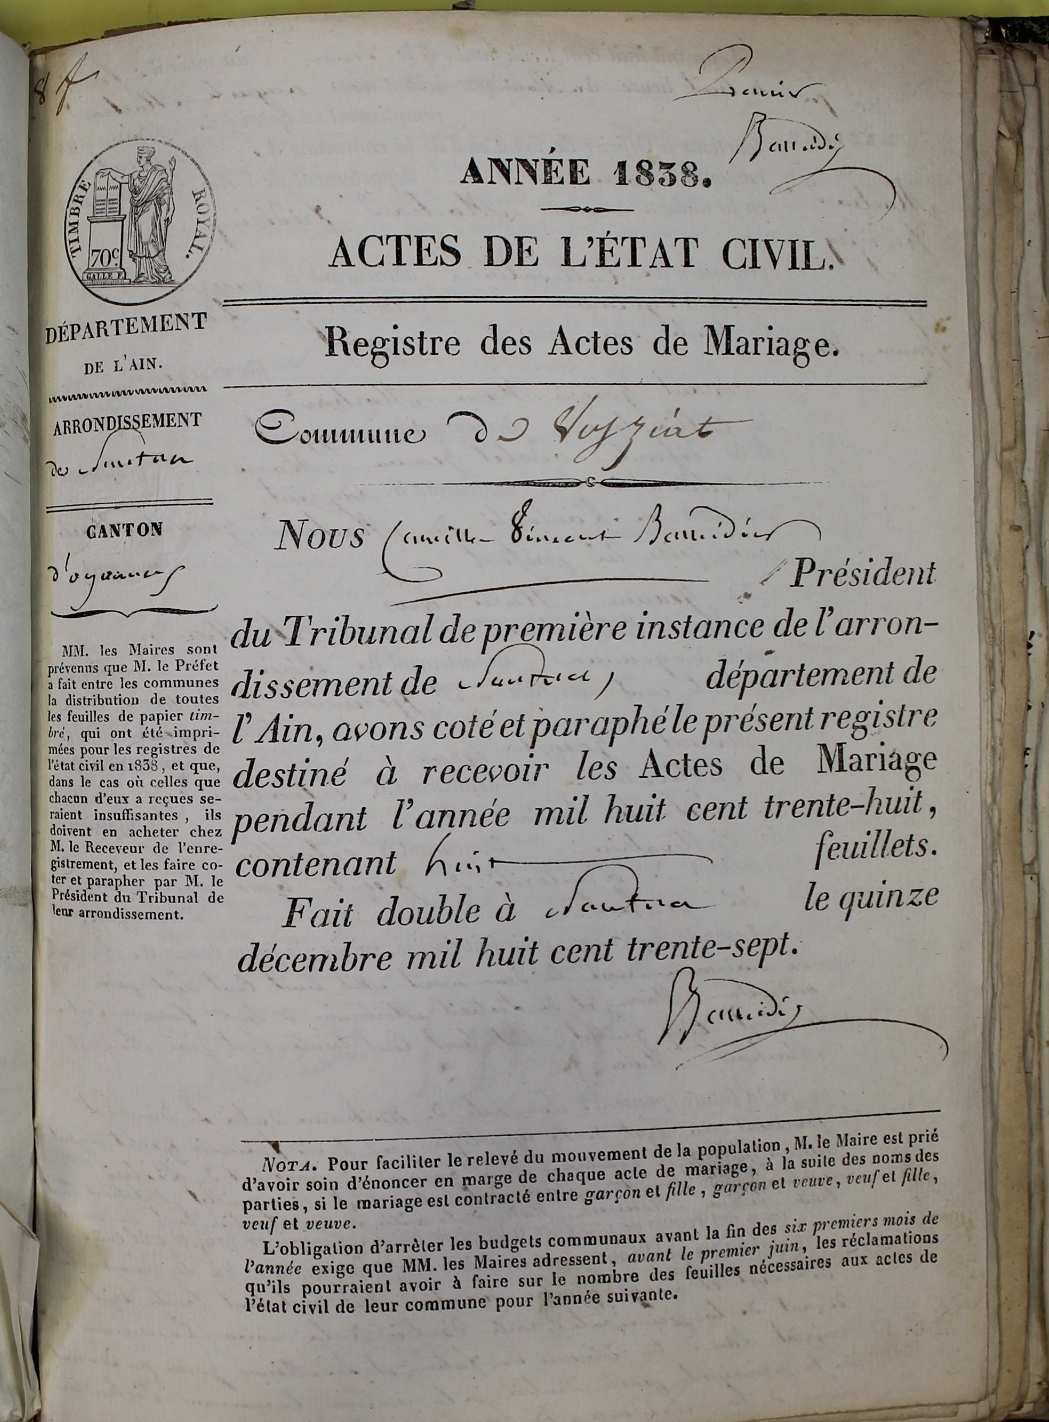 8 f
Premier
Baudier
ANNÉE 1838.
TIMBRE ROYAL.
70c
GALLE F.
ACTES DE L'ÉTAT CIVIL.
DÉPARTEMENT
DE L'AIN.
Registre des Actes de Mariage.
ARRONDISSEMENT
de Nantua
Commune de Veyziat
CANTON
d'oyonnax
Nous Camille Vincent
Président
du Tribunal de première instance de l'arron-
dissement de Nantua, département de
l'Ain, avons coté et paraphé le présent registre
destiné à recevoir les Actes de Mariage
pendant l'année mil huit cent trente-huit,
contenant huit feuillets.
Fait double à Nantua le quinze
décembre mil huit cent trente-sept.
MM. les Maires sont
prévenus que M. le Préfet
a fait entre les communes
la distribution de toutes
les feuilles de papier tim-
bré, qui ont été impri-
mées pour les registres de
l'état civil en 1838, et que,
dans le cas où celles que
chacun d'eux a reçues se-
raient insuffisantes, ils
doivent en acheter chez
M. le Receveur de l'enre-
gistrement, et les faire co-
ter et parapher par M. le
Président du Tribunal de
leur arrondissement.
NOTA. Pour faciliter le relevé du mouvement de la population, M. le Maire est prié
d'avoir soin d'énoncer en marge de chaque acte de mariage, à la suite des noms des
parties, si le mariage est contracté entre garçon et fille, garçon et veuve, veuf et fille,
veuf et veuve.
L'obligation d'arrêter les budgets communaux avant la fin des six premiers mois de
l'année exige que MM. les Maires adressent, avant le premier juin, les réclamations
qu'ils pourraient avoir à faire sur le nombre des feuilles nécessaires aux actes de
l'état civil de leur commune pour l'année suivante.